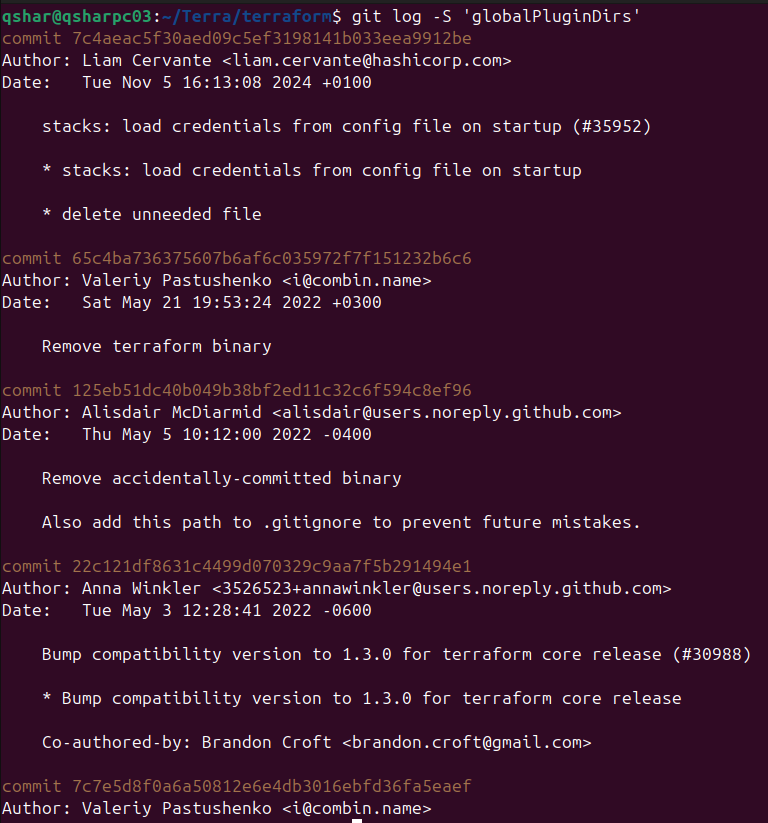 qshar@qsharpc03:~/Terra/terraform$ git log -S 'globalPluginDirs'
commit 7c4aeac5f30aed09c5ef3198141b033eea9912be
Author: Liam Cervante <liam.cervante@hashicorp.com>
Date:   Tue Nov 5 16:13:08 2024 +0100
    stacks: load credentials from config file on startup (#35952)
    * stacks: load credentials from config file on startup
    * delete unneeded file
commit 65c4ba736375607b6af6c035972f7f151232b6c6
Author: Valeriy Pastushenko <i@combin.name>
Date:   Sat May 21 19:53:24 2022 +0300
    Remove terraform binary
commit 125eb51dc40b049b38bf2ed11c32c6f594c8ef96
Author: Alisdair McDiarmid <alisdair@users.noreply.github.com>
Date:   Thu May 5 10:12:00 2022 -0400
    Remove accidentally-committed binary
    Also add this path to .gitignore to prevent future mistakes.
commit 22c121df8631c4499d070329c9aa7f5b291494e1
Author: Anna Winkler <3526523+annawinkler@users.noreply.github.com>
Date:   Tue May 3 12:28:41 2022 -0600
    Bump compatibility version to 1.3.0 for terraform core release (#30988)
    * Bump compatibility version to 1.3.0 for terraform core release
    Co-authored-by: Brandon Croft <brandon.croft@gmail.com>
commit 7c7e5d8f0a6a50812e6e4db3016ebfd36fa5eaef
Author: Valeriy Pastushenko <i@combin.name>